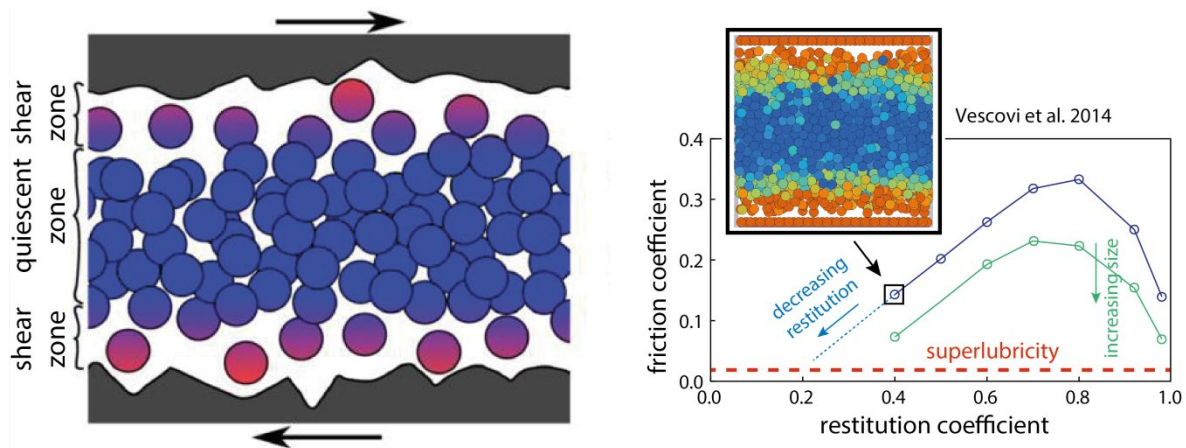 shear
zone
quiescent
zone
shear
zone
Vescovi et al. 2014
friction coefficient
0.4
0.3
0.2
0.1
0.0
decreasing
restitution
increasing size
superlubricity
0.0 0.2 0.4 0.6 0.8 1.0
restitution coefficient